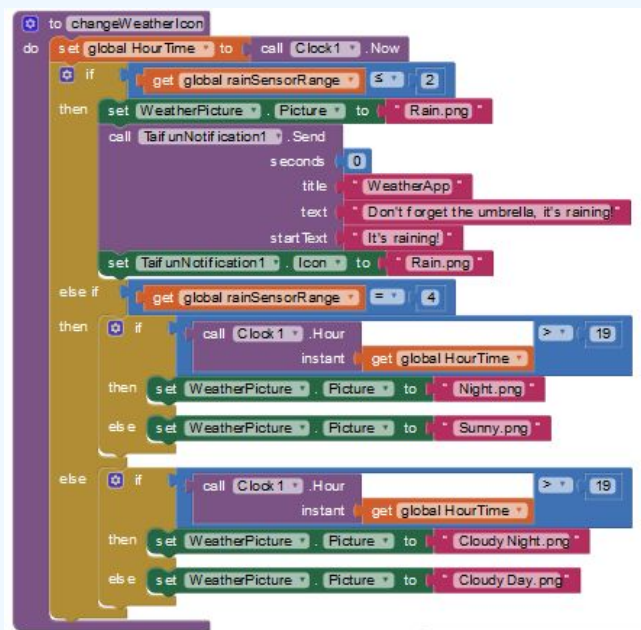 to changeWeatherIcon
do set global HourTime to call Clock1 .Now
if get global rainSensorRange ≤ 2
then set WeatherPicture . Picture to " Rain.png "
call TaifunNotification1 .Send
seconds 0
title " WeatherApp "
text " Don't forget the umbrella, it's raining! "
startText " It's raining! "
set TaifunNotification1 . Icon to " Rain.png "
else if get global rainSensorRange = 4
then if call Clock1 .Hour > 19
instant get global HourTime
then set WeatherPicture . Picture to " Night.png "
else set WeatherPicture . Picture to " Sunny.png "
else if call Clock1 .Hour > 19
instant get global HourTime
then set WeatherPicture . Picture to " Cloudy Night.png "
else set WeatherPicture . Picture to " Cloudy Day.png "